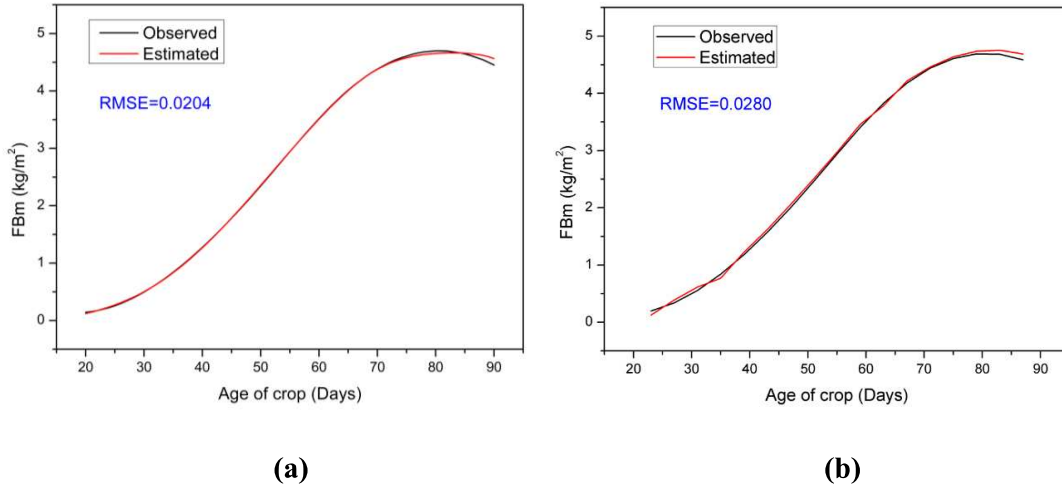 Observed
Estimated
RMSE=0.0204
FBm (kg/m²)
5
4
3
2
1
0
20 30 40 50 60 70 80 90
Age of crop (Days)
(a)
Observed
Estimated
RMSE=0.0280
FBm (kg/m²)
5
4
3
2
1
0
20 30 40 50 60 70 80 90
Age of crop (Days)
(b)